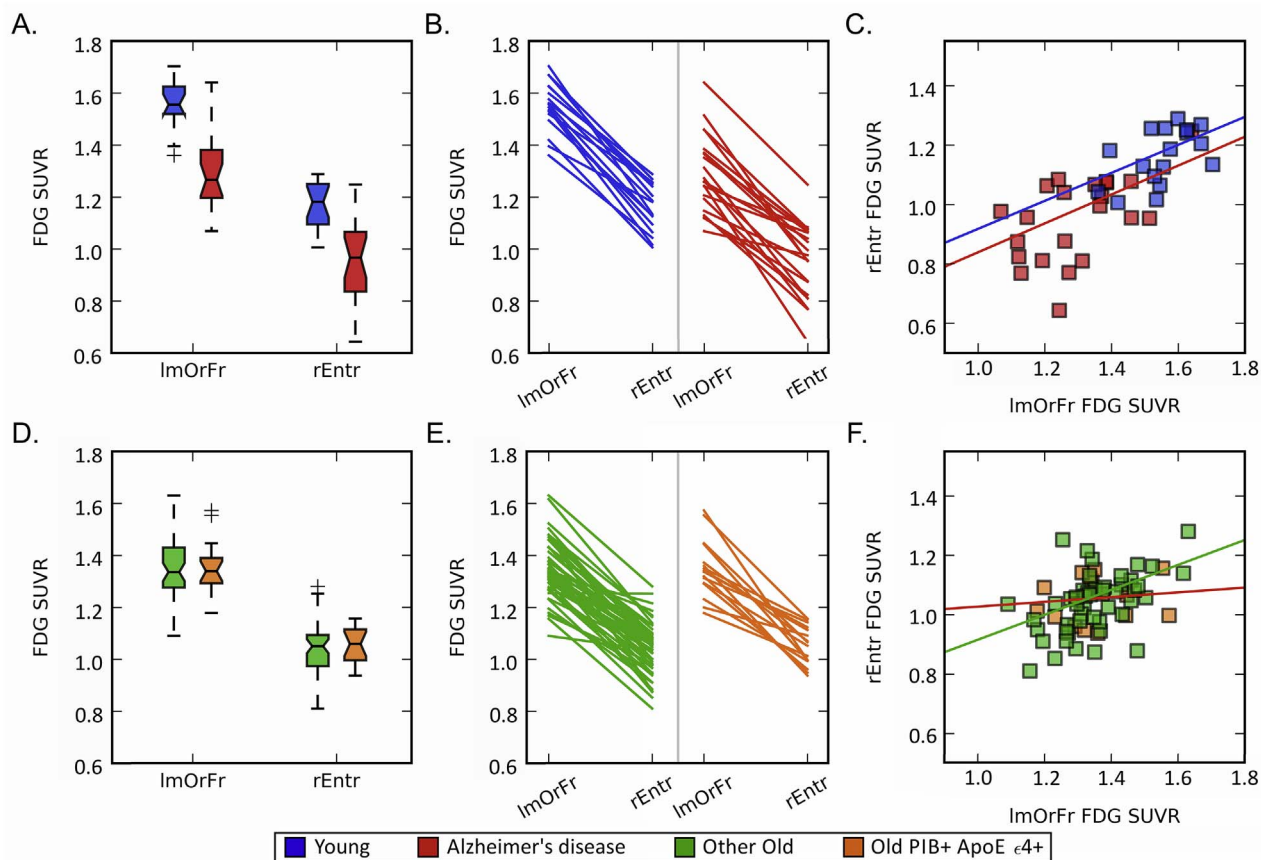 A.
B.
C.
FDG SUVR
1.8
1.6
1.4
1.2
1.0
0.8
0.6
lmOrFr
rEntr
FDG SUVR
1.8
1.6
1.4
1.2
1.0
0.8
0.6
lmOrFr
rEntr
lmOrFr
rEntr
rEntr FDG SUVR
1.4
1.2
1.0
0.8
0.6
1.0 1.2 1.4 1.6 1.8
lmOrFr FDG SUVR
D.
E.
F.
FDG SUVR
1.8
1.6
1.4
1.2
1.0
0.8
0.6
lmOrFr
rEntr
FDG SUVR
1.8
1.6
1.4
1.2
1.0
0.8
0.6
lmOrFr
rEntr
lmOrFr
rEntr
rEntr FDG SUVR
1.4
1.2
1.0
0.8
0.6
1.0 1.2 1.4 1.6 1.8
lmOrFr FDG SUVR
Young Alzheimer's disease Other Old Old PIB+ ApoE ϵ4+